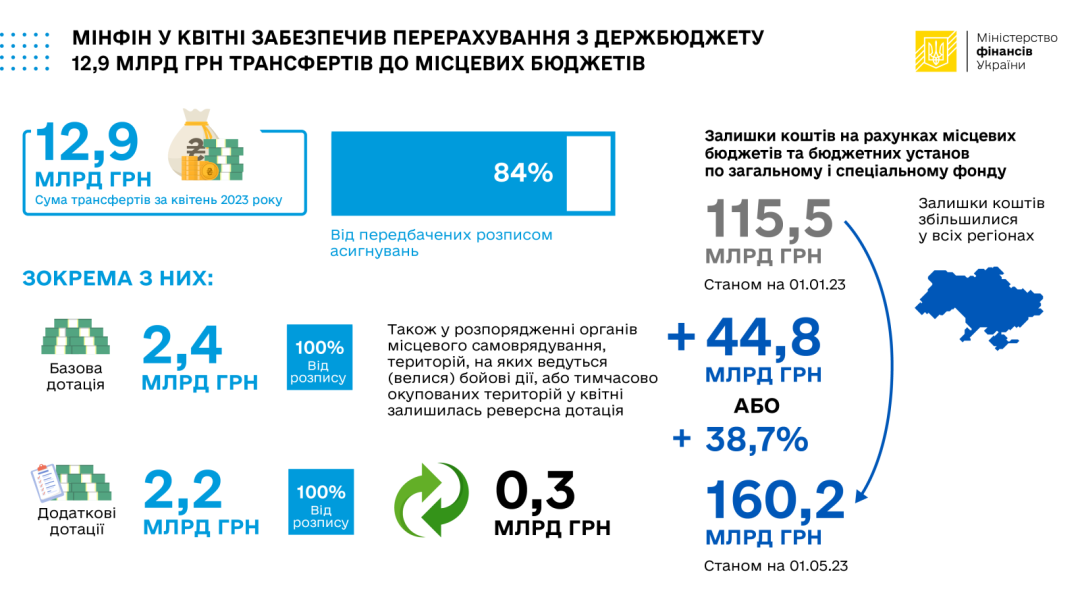 МІНФІН У КВІТНІ ЗАБЕЗПЕЧИВ ПЕРЕРАХУВАННЯ З ДЕРЖБЮДЖЕТУ
12,9 МЛРД ГРН ТРАНСФЕРТІВ ДО МІСЦЕВИХ БЮДЖЕТІВ
Міністерство
фінансів
України
12,9
МЛРД ГРН
Сума трансфертів за квітень 2023 року
84%
Від передбачених розписом
асигнувань
ЗОКРЕМА З НИХ:
Базова
дотація
2,4
МЛРД ГРН
100%
Від
розпису
Також у розпорядженні органів
місцевого самоврядування,
територій, на яких ведуться
(велися) бойові дії, або тимчасово
окупованих територій у квітні
залишилась реверсна дотація
Додаткові
дотації
2,2
МЛРД ГРН
100%
Від
розпису
0,3
МЛРД ГРН
Залишки коштів на рахунках місцевих
бюджетів та бюджетних установ
по загальному і спеціальному фонду
115,5
МЛРД ГРН
Станом на 01.01.23
Залишки коштів
збільшилися
у всіх регіонах
+ 44,8
МЛРД ГРН
АБО
+ 38,7%
160,2
МЛРД ГРН
Станом на 01.05.23